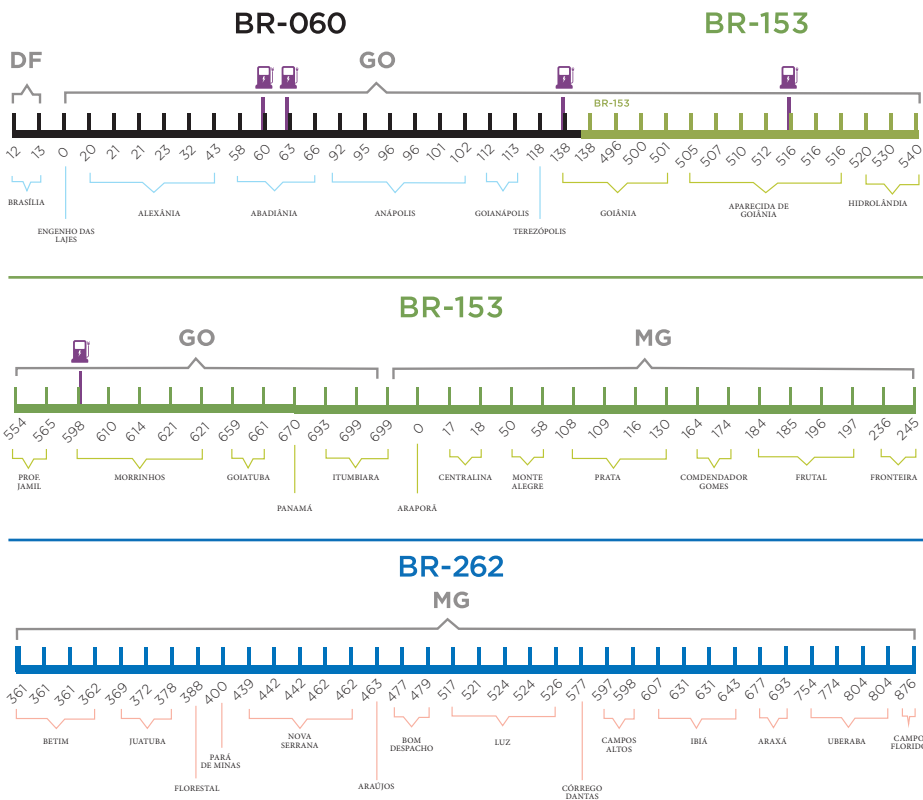 BR-060
BR-153
DF
GO
BR-153
12 13 0 20 21 21 23 32 43 58 60 63 66 92 95 96 96 101 102 112 113 118 138 138 496 500 501 505 507 510 512 516 516 516 520 530 540
BRASÍLIA
ENGENHO DAS
LAJES
ALEXÂNIA
ABADIÂNIA
ANÁPOLIS
GOIANÁPOLIS
TEREZÓPOLIS
GOIÂNIA
APARECIDA DE
GOIÂNIA
HIDROLÂNDIA
BR-153
GO
MG
554 565 598 610 614 621 621 659 661 670 693 699 699 0 17 18 50 58 108 109 116 130 164 174 184 185 196 197 236 245
PROF.
JAMIL
MORRINHOS
GOIATUBA
PANAMÁ
ITUMBIARA
ARAPORÃ
CENTRALINA
MONTE
ALEGRE
PRATA
COMDENDADOR
GOMES
FRUTAL
FRONTEIRA
BR-262
MG
361 361 361 362 369 372 378 388 400 439 442 442 462 462 463 477 479 517 521 524 524 526 577 597 598 607 631 631 643 677 693 754 774 804 804 876
BETIM
JUATUBA
FLORESTAL
PARÁ
DE MINAS
NOVA
SERRANA
ARAÚJOS
BOM
DESPACHO
LUZ
CÓRREGO
DANTAS
CAMPOS
ALTOS
IBIÁ
ARAXÁ
UBERABA
CAMPO
FLORIDO